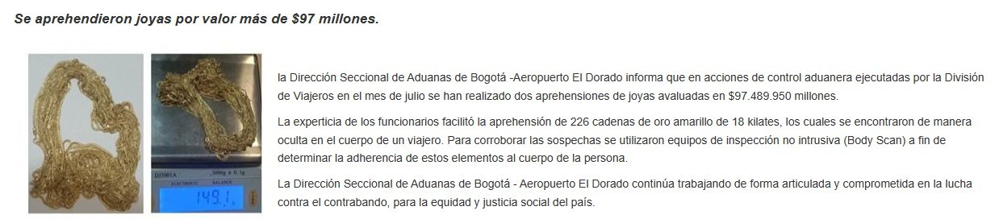 Se aprehendieron joyas por valor más de $97 millones.
la Dirección Seccional de Aduanas de Bogotá -Aeropuerto El Dorado informa que en acciones de control aduanera ejecutadas por la División
de Viajeros en el mes de julio se han realizado dos aprehensiones de joyas avaluadas en $97.489.950 millones.
La experticia de los funcionarios facilitó la aprehensión de 226 cadenas de oro amarillo de 18 kilates, los cuales se encontraron de manera
oculta en el cuerpo de un viajero. Para corroborar las sospechas se utilizaron equipos de inspección no intrusiva (Body Scan) a fin de
determinar la adherencia de estos elementos al cuerpo de la persona.
La Dirección Seccional de Aduanas de Bogotá - Aeropuerto El Dorado continúa trabajando de forma articulada y comprometida en la lucha
contra el contrabando, para la equidad y justicia social del país.
ELECTRONIC BALANCE
149.1